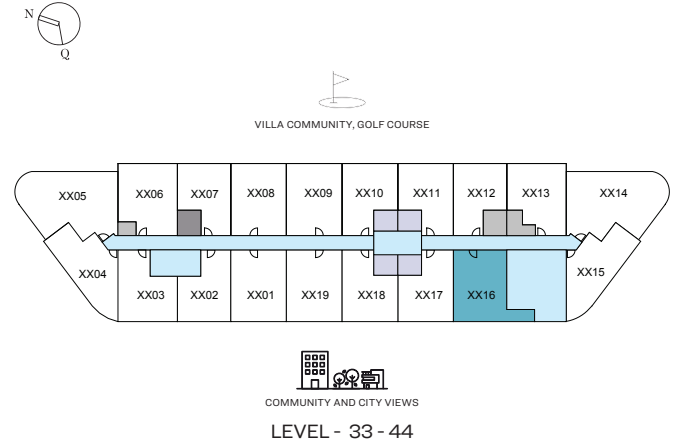 N
Q
VILLA COMMUNITY, GOLF COURSE
XX05
XX06
XX07
XX08
XX09
XX10
XX11
XX12
XX13
XX14
XX04
XX03
XX02
XX01
XX19
XX18
XX17
XX16
XX15
COMMUNITY AND CITY VIEWS
LEVEL - 33 - 44